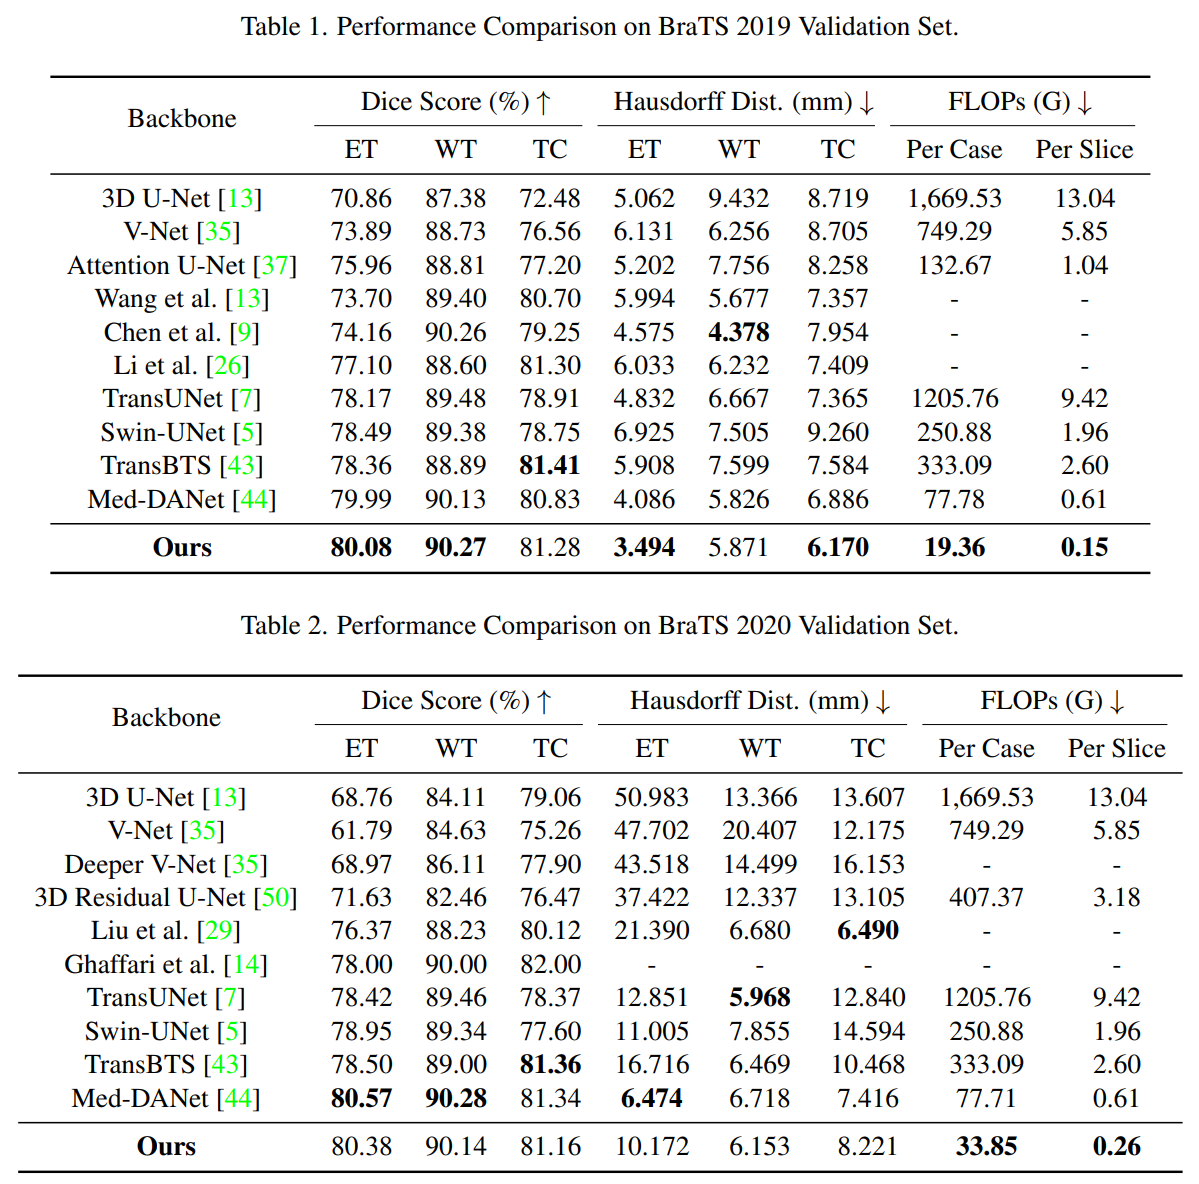 Table 1. Performance Comparison on BraTS 2019 Validation Set.
Backbone Dice Score (%) ↑ Hausdorff Dist. (mm) ↓ FLOPs (G) ↓
ET WT TC ET WT TC Per Case Per Slice
3D U-Net [13] 70.86 87.38 72.48 5.062 9.432 8.719 1,669.53 13.04
V-Net [35] 73.89 88.73 76.56 6.131 6.256 8.705 749.29 5.85
Attention U-Net [37] 75.96 88.81 77.20 5.202 7.756 8.258 132.67 1.04
Wang et al. [13] 73.70 89.40 80.70 5.994 5.677 7.357 - -
Chen et al. [9] 74.16 90.26 79.25 4.575 4.378 7.954 - -
Li et al. [26] 77.10 88.60 81.30 6.033 6.232 7.409 - -
TransUNet [7] 78.17 89.48 78.91 4.832 6.667 7.365 1205.76 9.42
Swin-UNet [5] 78.49 89.38 78.75 6.925 7.505 9.260 250.88 1.96
TransBTS [43] 78.36 88.89 81.41 5.908 7.599 7.584 333.09 2.60
Med-DANet [44] 79.99 90.13 80.83 4.086 5.826 6.886 77.78 0.61
Ours 80.08 90.27 81.28 3.494 5.871 6.170 19.36 0.15
Table 2. Performance Comparison on BraTS 2020 Validation Set.
Backbone Dice Score (%) ↑ Hausdorff Dist. (mm) ↓ FLOPs (G) ↓
ET WT TC ET WT TC Per Case Per Slice
3D U-Net [13] 68.76 84.11 79.06 50.983 13.366 13.607 1,669.53 13.04
V-Net [35] 61.79 84.63 75.26 47.702 20.407 12.175 749.29 5.85
Deeper V-Net [35] 68.97 86.11 77.90 43.518 14.499 16.153 - -
3D Residual U-Net [50] 71.63 82.46 76.47 37.422 12.337 13.105 407.37 3.18
Liu et al. [29] 76.37 88.23 80.12 21.390 6.680 6.490 - -
Ghaffari et al. [14] 78.00 90.00 82.00 - - - - -
TransUNet [7] 78.42 89.46 78.37 12.851 5.968 12.840 1205.76 9.42
Swin-UNet [5] 78.95 89.34 77.60 11.005 7.855 14.594 250.88 1.96
TransBTS [43] 78.50 89.00 81.36 16.716 6.469 10.468 333.09 2.60
Med-DANet [44] 80.57 90.28 81.34 6.474 6.718 7.416 77.71 0.61
Ours 80.38 90.14 81.16 10.172 6.153 8.221 33.85 0.26